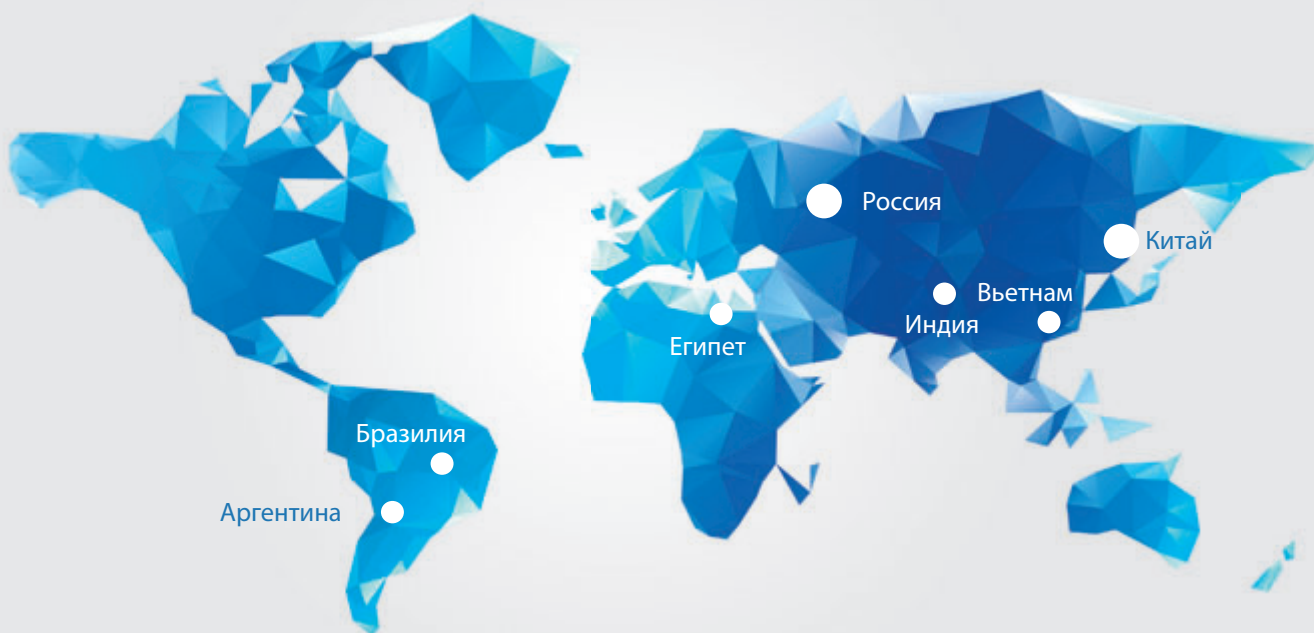 Россия
Китай
Вьетнам
Индия
Египет
Бразилия
Аргентина